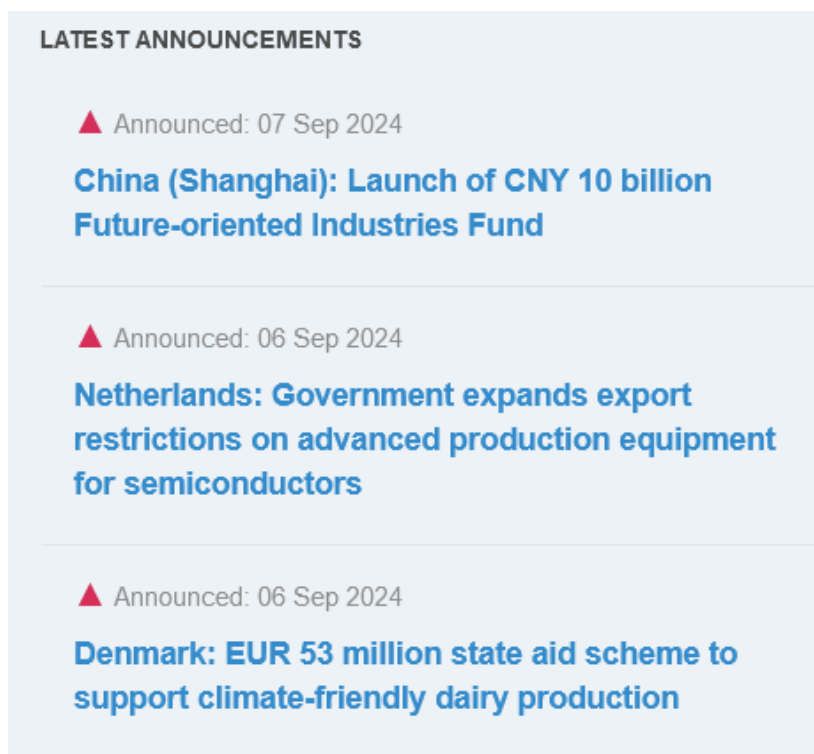 LATEST ANNOUNCEMENTS
Announced: 07 Sep 2024
China (Shanghai): Launch of CNY 10 billion
Future-oriented Industries Fund
Announced: 06 Sep 2024
Netherlands: Government expands export
restrictions on advanced production equipment
for semiconductors
Announced: 06 Sep 2024
Denmark: EUR 53 million state aid scheme to
support climate-friendly dairy production